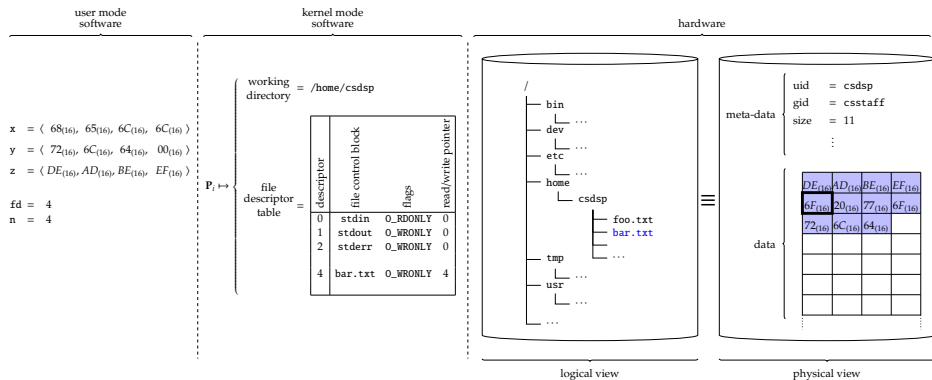 user mode
software
kernel mode
software
hardware
x = ⟨ 68(16), 65(16), 6C(16), 6C(16) ⟩
y = ⟨ 72(16), 6C(16), 64(16), 00(16) ⟩
z = ⟨ DE(16), AD(16), BE(16), EF(16) ⟩
fd = 4
n = 4
Pi ↦
working
directory = /home/csdsp
file
descriptor
table =
descriptor file control block flags read/write pointer
0 stdin O_RDONLY 0
1 stdout O_WRONLY 0
2 stderr O_WRONLY 0
4 bar.txt O_WRONLY 4
/
bin
...
dev
...
etc
...
home
csdsp
foo.txt
bar.txt
...
tmp
...
usr
...
...
≡
meta-data
uid = csdsp
gid = csstaff
size = 11
⋮
data
DE(16) AD(16) BE(16) EF(16)
6F(16) 20(16) 77(16) 6F(16)
72(16) 6C(16) 64(16)
logical view
physical view